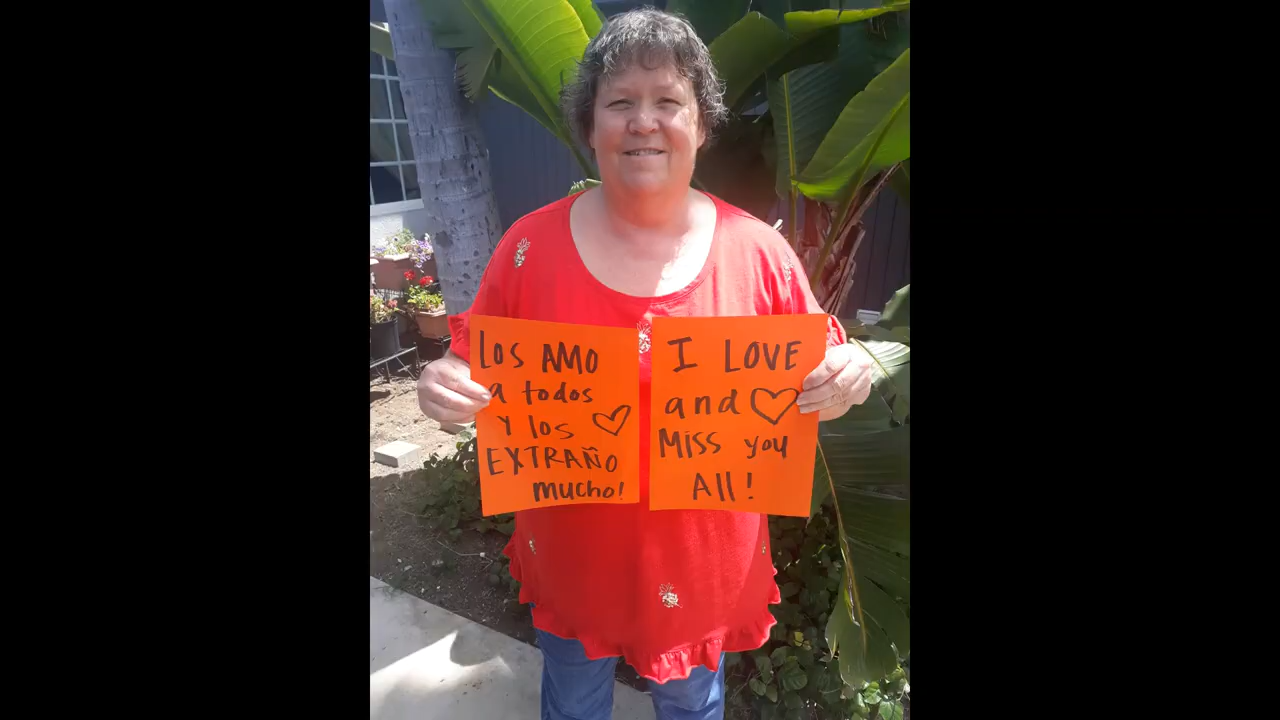 Los AMO
a todos
y los
EXTRAÑO
mucho!
I LOVE
and
Miss you
All!